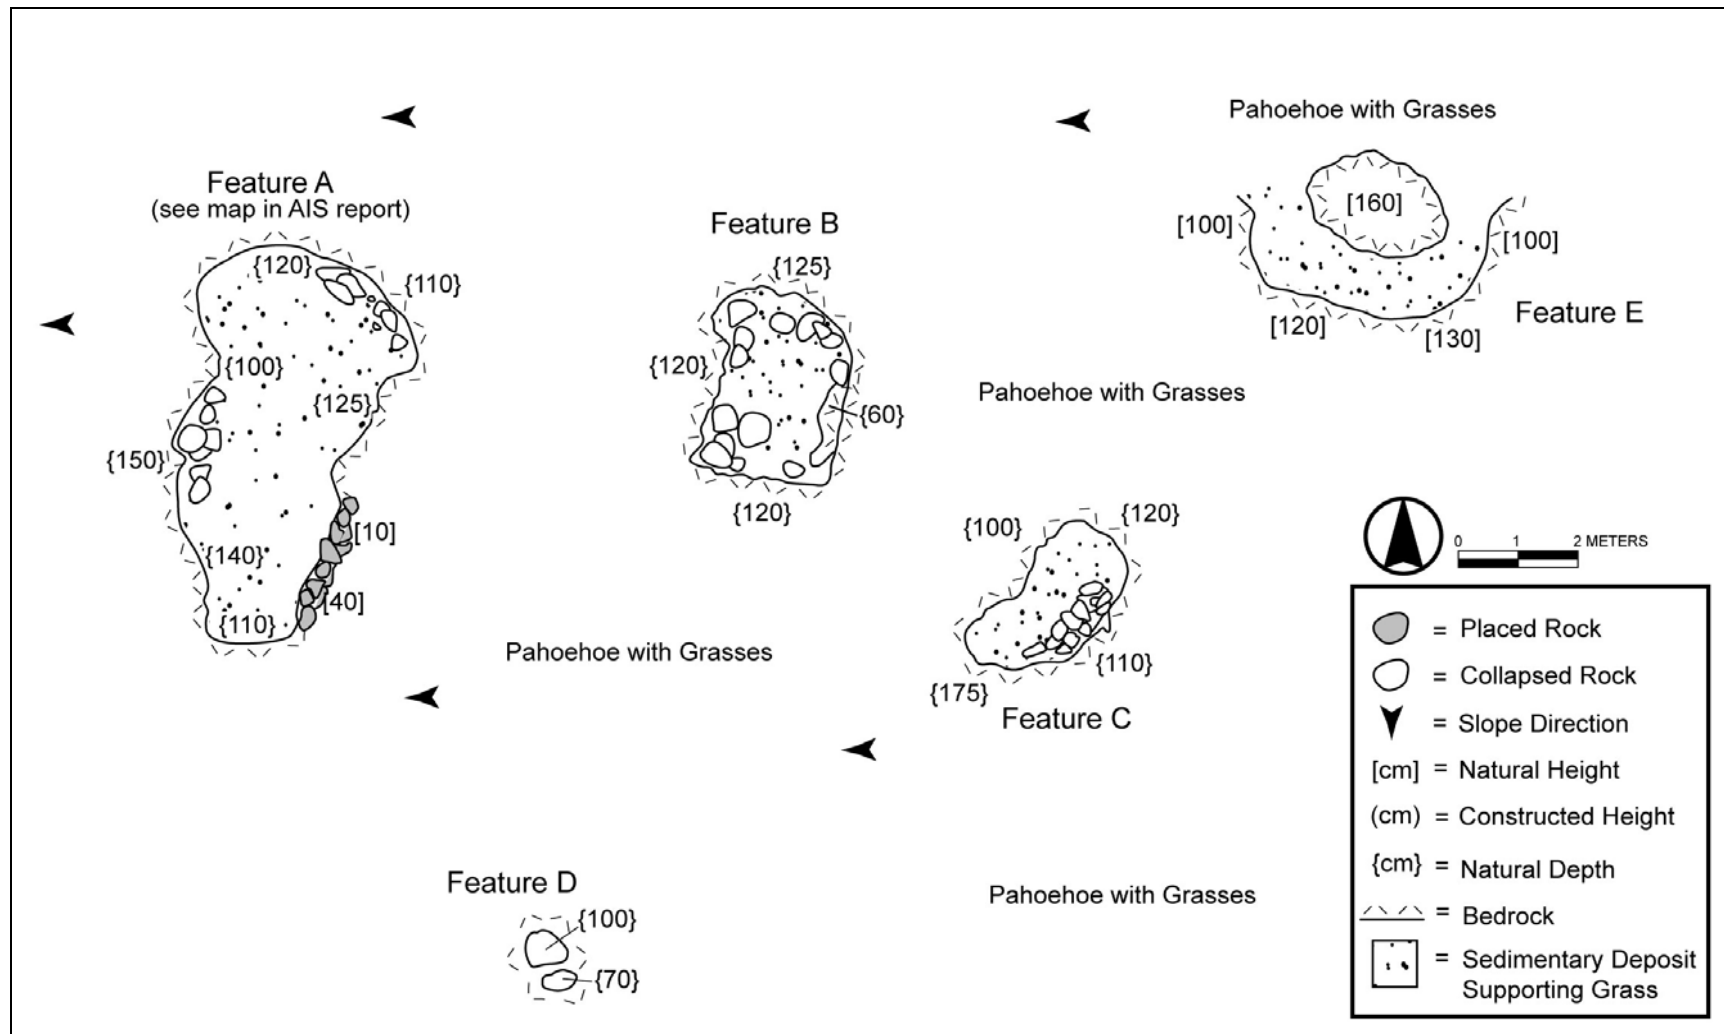 Pahoehoe with Grasses
Feature A
(see map in AIS report)
{120}
{110}
{100}
{125}
{150}
[10]
{140}
[40]
{110}
Feature B
{125}
{120}
{60}
{120}
[160]
[100]
[100]
[120]
[130]
Feature E
Pahoehoe with Grasses
{100}
{120}
{110}
{175}
Feature C
Pahoehoe with Grasses
Feature D
{100}
{70}
Pahoehoe with Grasses
0 1 2 METERS
= Placed Rock
= Collapsed Rock
= Slope Direction
[cm] = Natural Height
(cm) = Constructed Height
{cm} = Natural Depth
= Bedrock
= Sedimentary Deposit
Supporting Grass